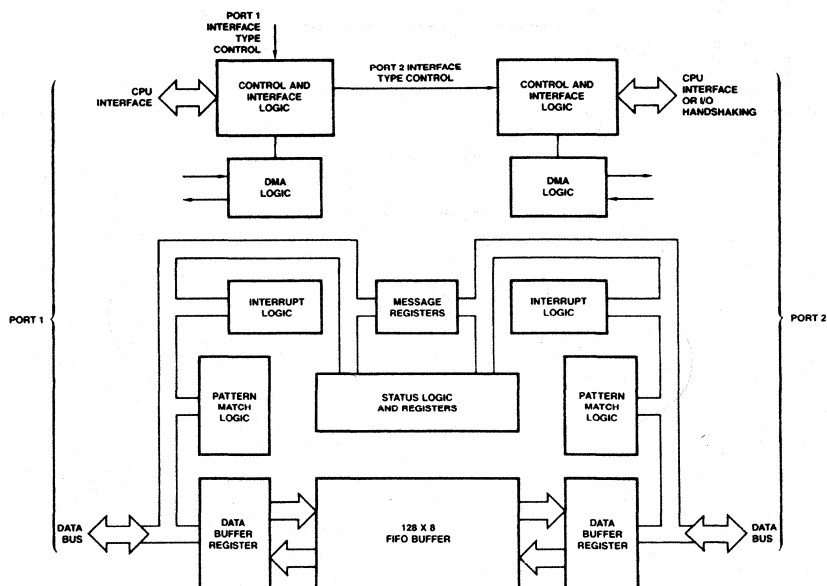 PORT 1
INTERFACE
TYPE
CONTROL
PORT 2 INTERFACE
TYPE CONTROL
CPU
INTERFACE
CONTROL AND
INTERFACE
LOGIC
CONTROL AND
INTERFACE
LOGIC
CPU
INTERFACE
OR I/O
HANDSHAKING
DMA
LOGIC
DMA
LOGIC
INTERRUPT
LOGIC
MESSAGE
REGISTERS
INTERRUPT
LOGIC
PORT 1
PORT 2
PATTERN
MATCH
LOGIC
STATUS LOGIC
AND REGISTERS
PATTERN
MATCH
LOGIC
DATA
BUS
DATA
BUFFER
REGISTER
128 X 8
FIFO BUFFER
DATA
BUFFER
REGISTER
DATA
BUS